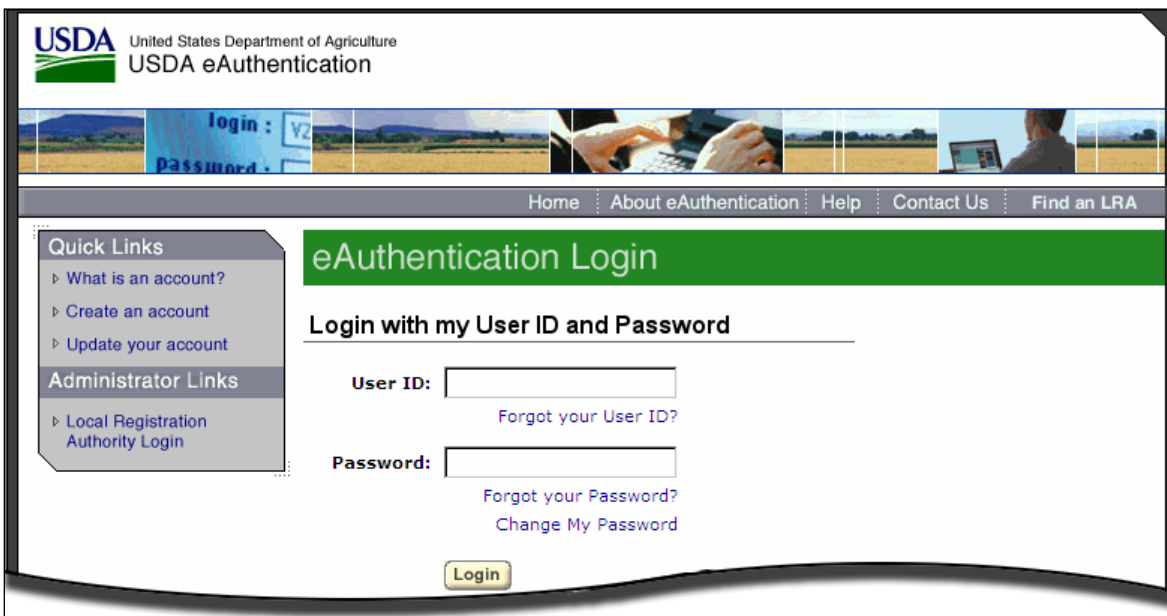 USDA
United States Department of Agriculture
USDA eAuthentication
login : VZ
password :
Home About eAuthentication Help Contact Us Find an LRA
Quick Links
What is an account?
Create an account
Update your account
Administrator Links
Local Registration
Authority Login
eAuthentication Login
Login with my User ID and Password
User ID:
Forgot your User ID?
Password:
Forgot your Password?
Change My Password
Login